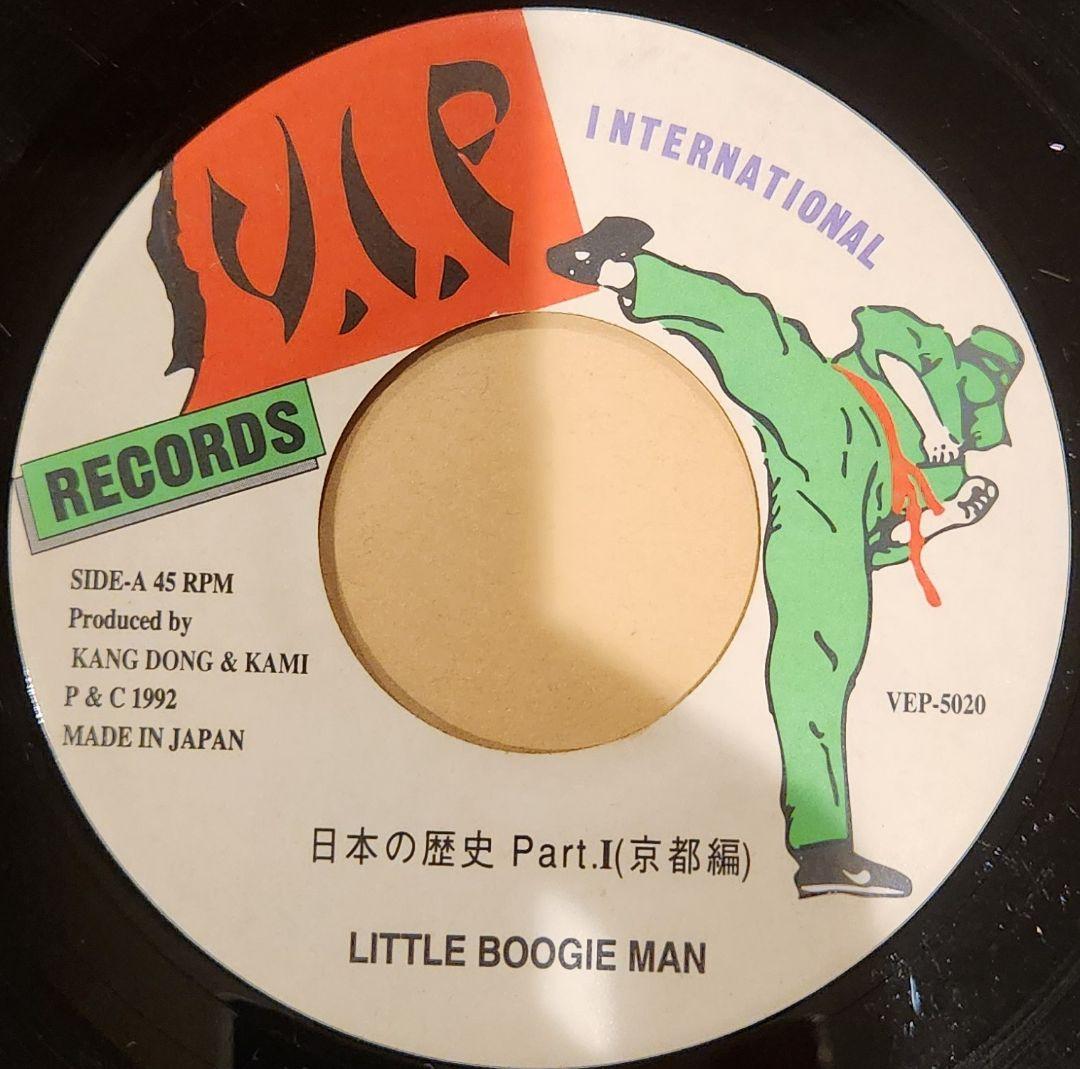 V.I.P
INTERNATIONAL
RECORDS
SIDE-A 45 RPM
Produced by
KANG DONG & KAMI
P & C 1992
MADE IN JAPAN
VEP-5020
日本の歴史 Part.I(京都編)
LITTLE BOOGIE MAN